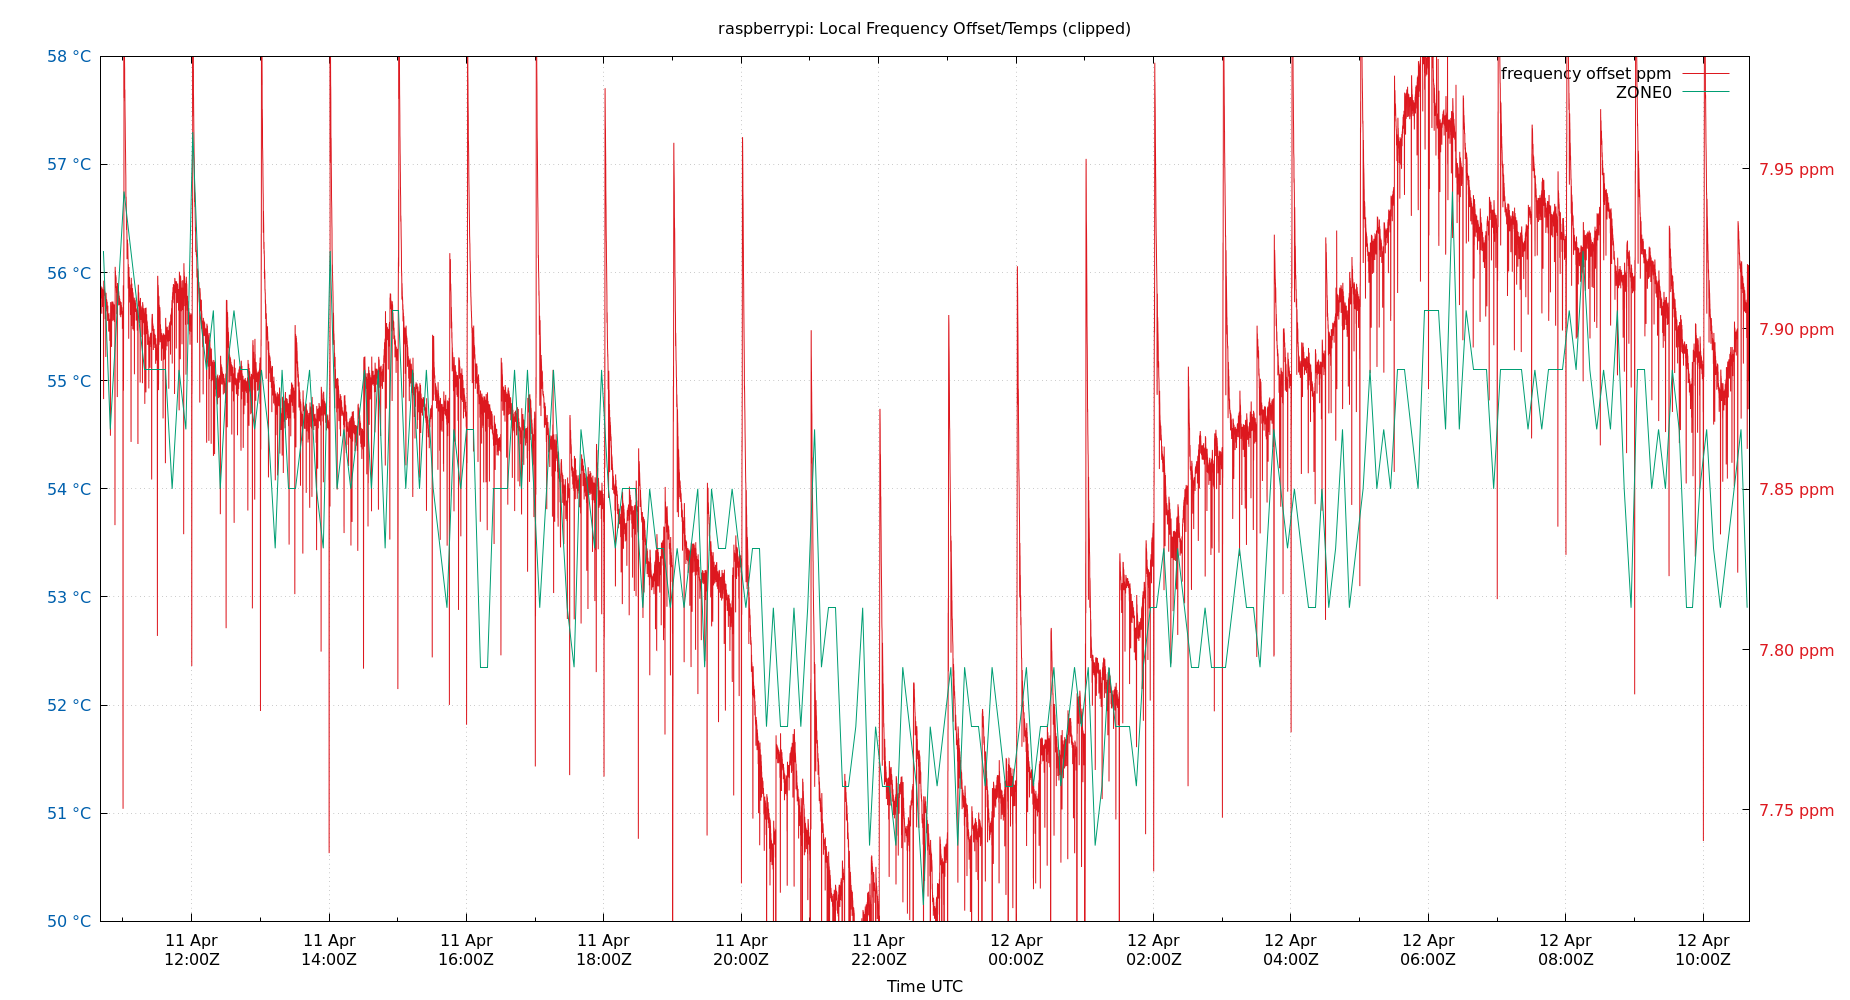 raspberrypi: Local Frequency Offset/Temps (clipped)
58 °C
57 °C
56 °C
55 °C
54 °C
53 °C
52 °C
51 °C
50 °C
frequency offset ppm
ZONE0
7.95 ppm
7.90 ppm
7.85 ppm
7.80 ppm
7.75 ppm
11 Apr
12:00Z
11 Apr
14:00Z
11 Apr
16:00Z
11 Apr
18:00Z
11 Apr
20:00Z
11 Apr
22:00Z
12 Apr
00:00Z
12 Apr
02:00Z
12 Apr
04:00Z
12 Apr
06:00Z
12 Apr
08:00Z
12 Apr
10:00Z
Time UTC